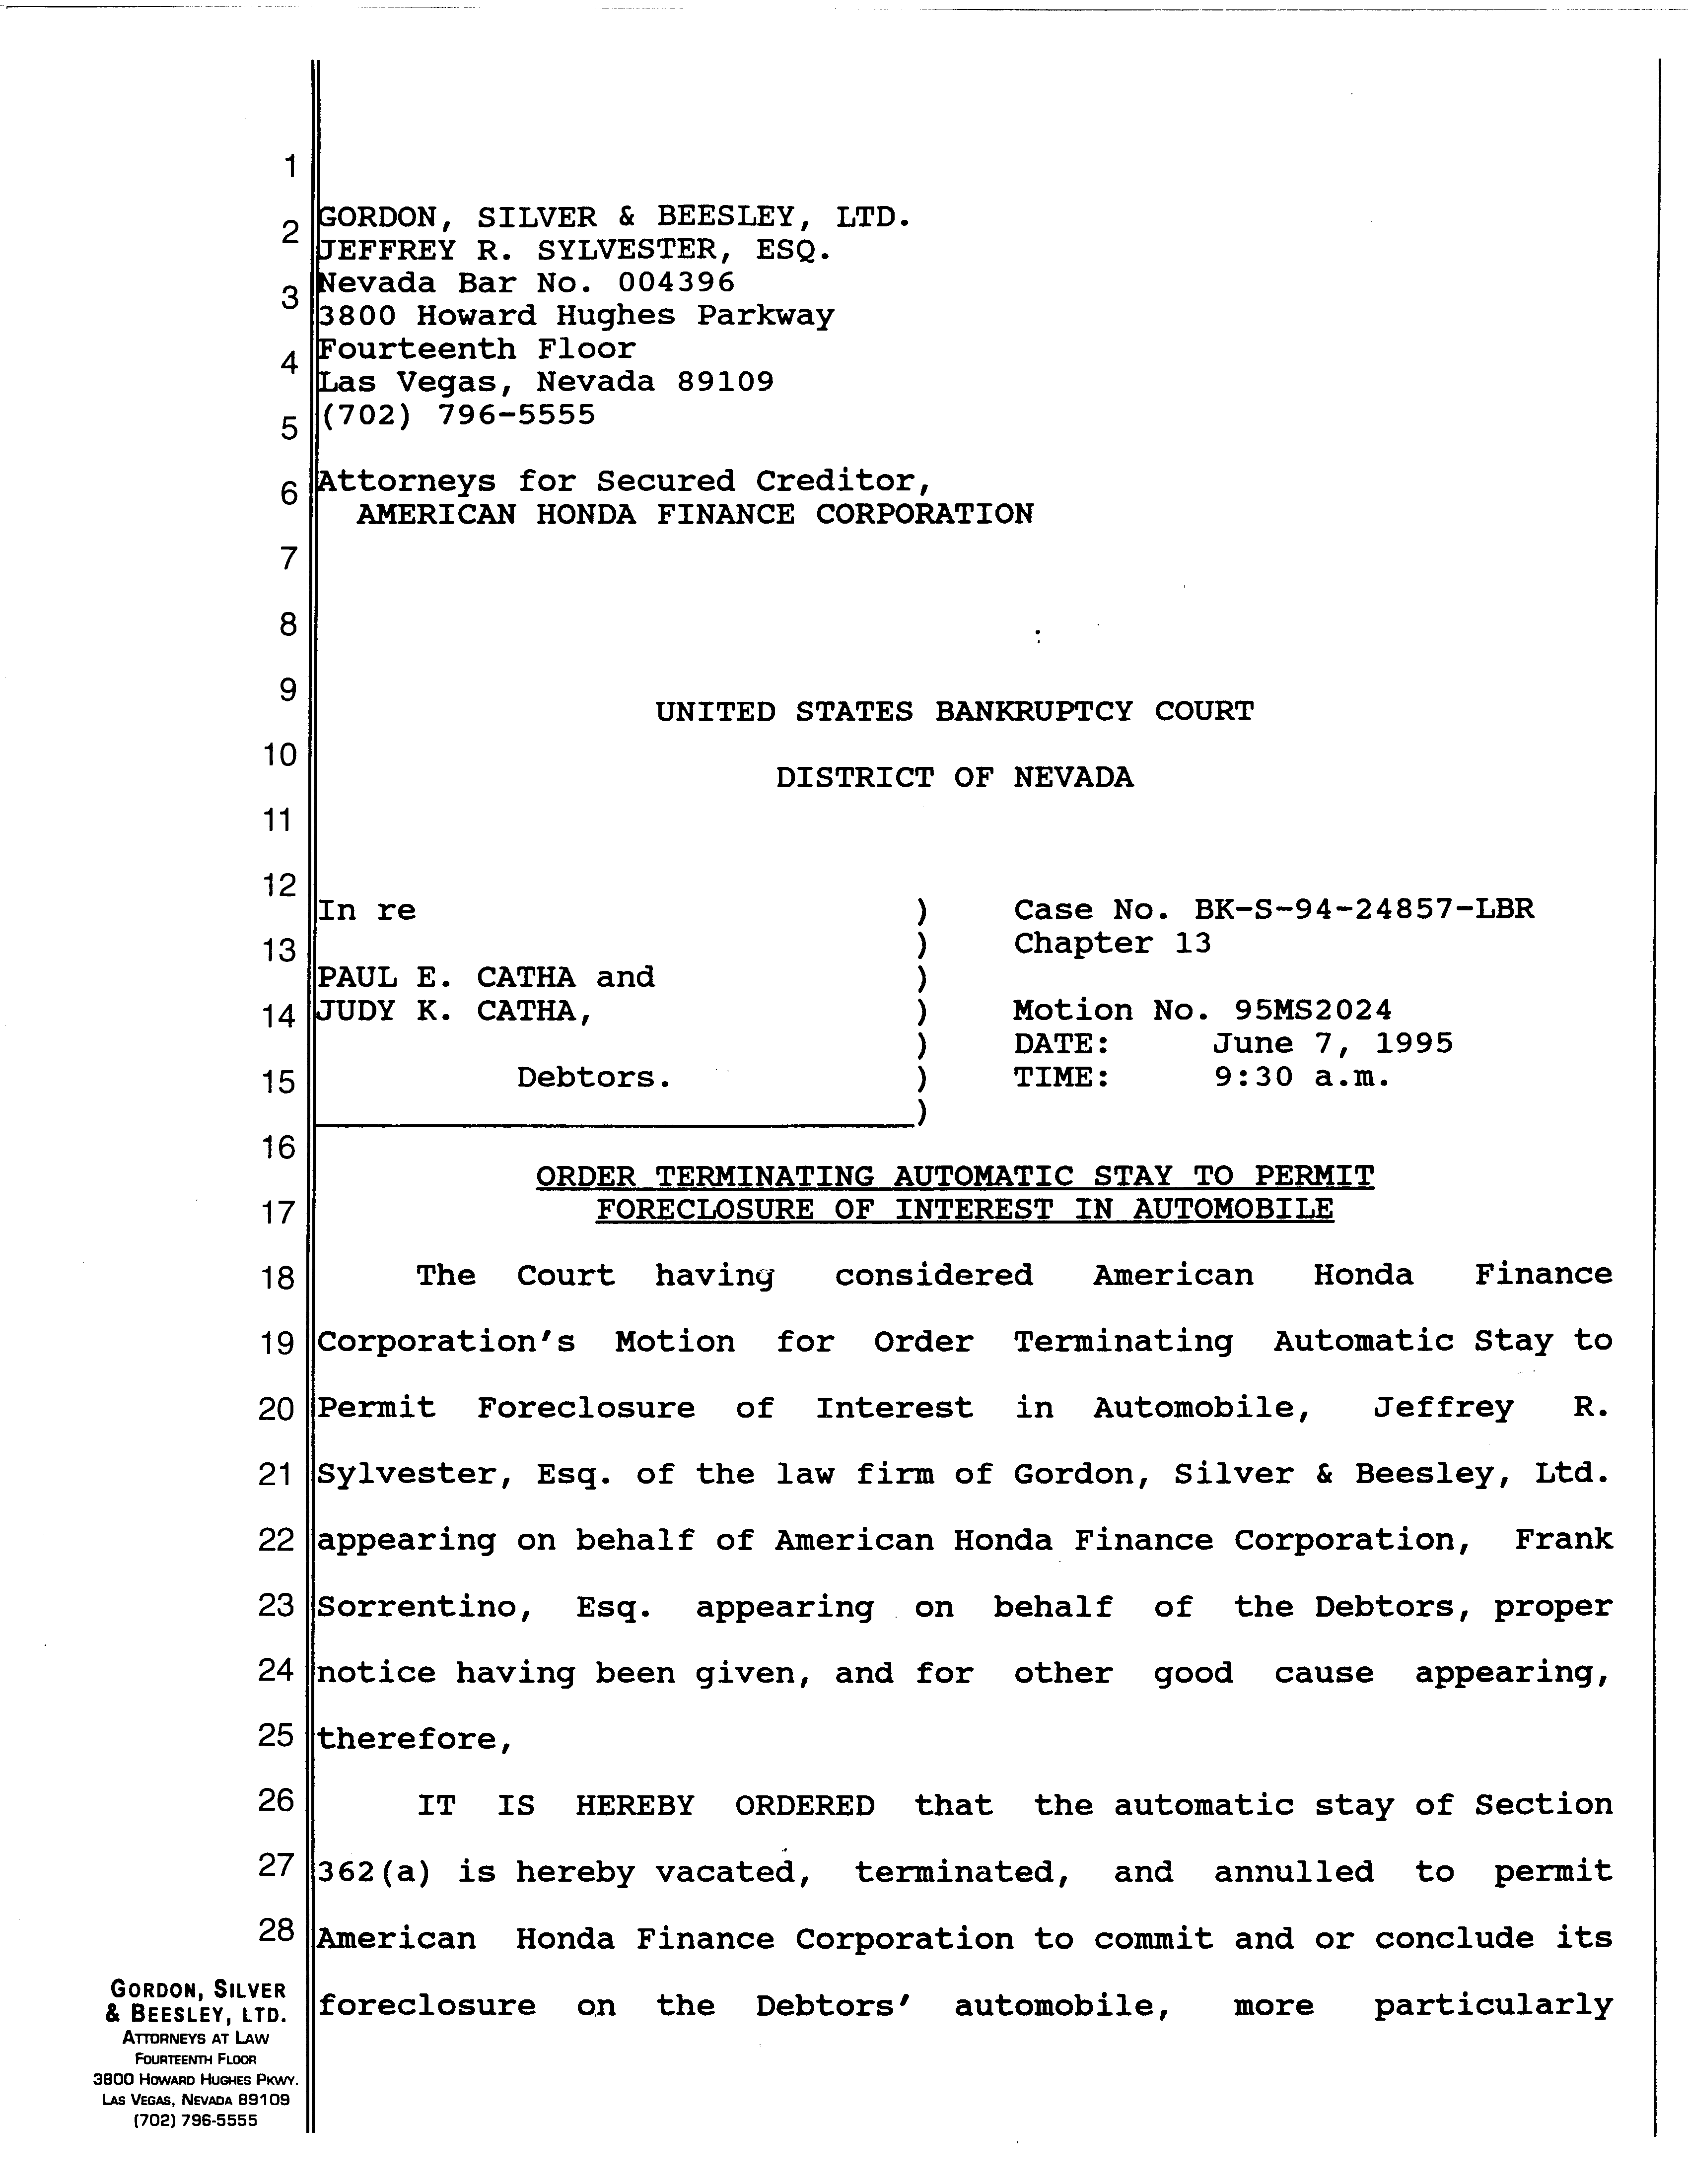 1
2
3
4
5
6
7
8
9
10
11
12
13
14
15
16
17
18
19
20
21
22
23
24
25
26
27
28
GORDON, SILVER & BEESLEY, LTD.
JEFFREY R. SYLVESTER, ESQ.
Nevada Bar No. 004396
3800 Howard Hughes Parkway
Fourteenth Floor
Las Vegas, Nevada 89109
(702) 796-5555
Attorneys for Secured Creditor,
AMERICAN HONDA FINANCE CORPORATION
UNITED STATES BANKRUPTCY COURT
DISTRICT OF NEVADA
In re ) Case No. BK-S-94-24857-LBR
) Chapter 13
PAUL E. CATHA and )
JUDY K. CATHA, ) Motion No. 95MS2024
) DATE: June 7, 1995
Debtors. ) TIME: 9:30 a.m.
)
ORDER TERMINATING AUTOMATIC STAY TO PERMIT
FORECLOSURE OF INTEREST IN AUTOMOBILE
The Court having considered American Honda Finance
Corporation's Motion for Order Terminating Automatic Stay to
Permit Foreclosure of Interest in Automobile, Jeffrey R.
Sylvester, Esq. of the law firm of Gordon, Silver & Beesley, Ltd.
appearing on behalf of American Honda Finance Corporation, Frank
Sorrentino, Esq. appearing on behalf of the Debtors, proper
notice having been given, and for other good cause appearing,
therefore,
IT IS HEREBY ORDERED that the automatic stay of Section
362(a) is hereby vacated, terminated, and annulled to permit
American Honda Finance Corporation to commit and or conclude its
foreclosure on the Debtors' automobile, more particularly
GORDON, SILVER
& BEESLEY, LTD.
ATTORNEYS AT LAW
FOURTEENTH FLOOR
3800 HOWARD HUGHES PKWY.
LAS VEGAS, NEVADA 89109
(702) 796-5555